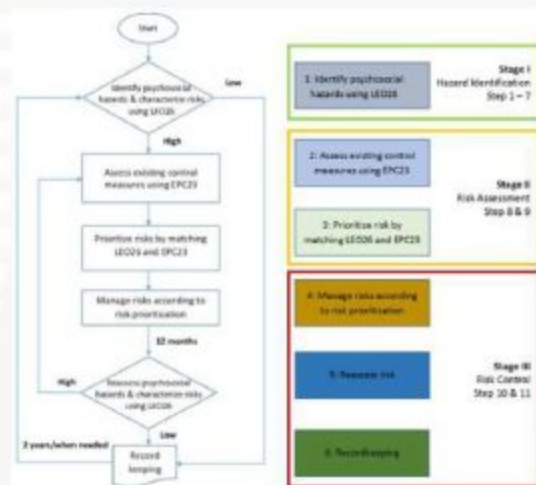 Start
Identify psychosocial
hazards & characterize risks
using LEO26
Low
High
Assess existing control
measures using EPC23
Prioritize risks by matching
LEO26 and EPC23
Manage risks according to
risk prioritisation
12 months
Reassess psychosocial
hazards & characterize risks
using LEO26
High
Low
2 years/when needed
Record
keeping
1: Identify psychosocial
hazards using LEO26
Stage I
Hazard Identification
Step 1 – 7
2: Assess existing control
measures using EPC23
3: Prioritize risk by
matching LEO26 and EPC23
Stage II
Risk Assessment
Step 8 & 9
4: Manage risks according
to risk prioritisation
5: Reassess risk
6: Recordkeeping
Stage III
Risk Control
Step 10 & 11